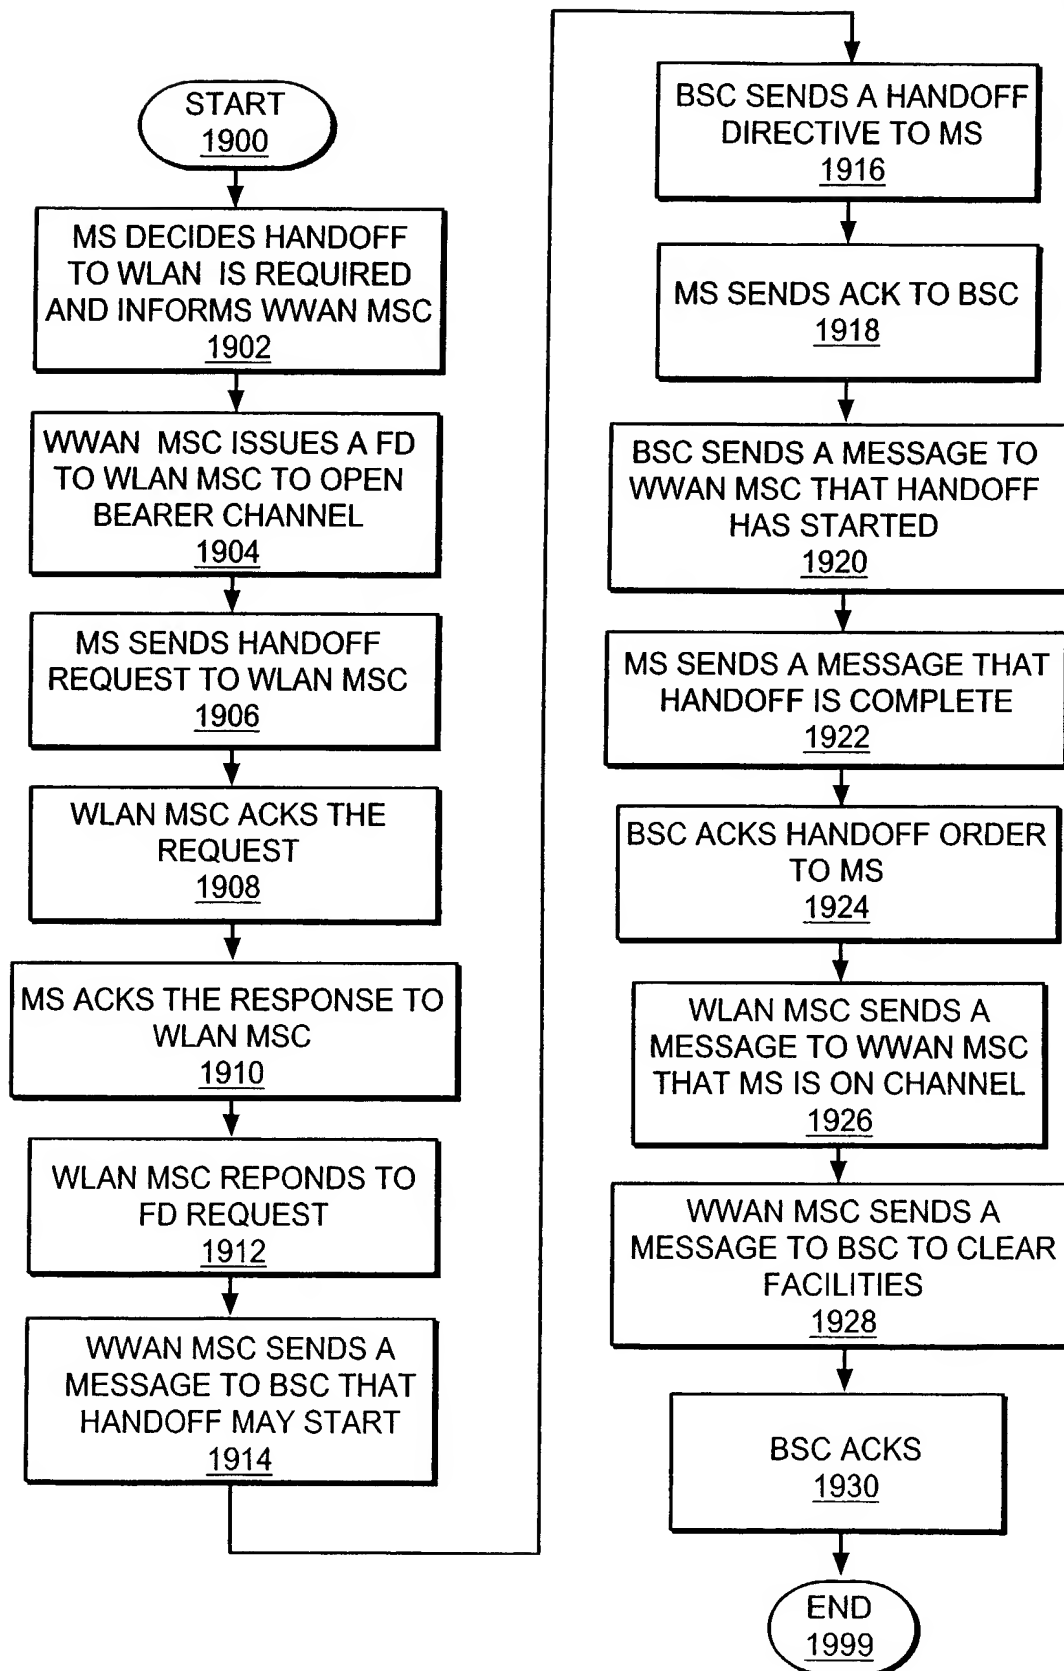 START
1900
MS DECIDES HANDOFF
TO WLAN IS REQUIRED
AND INFORMS WWAN MSC
1902
WWAN MSC ISSUES A FD
TO WLAN MSC TO OPEN
BEARER CHANNEL
1904
MS SENDS HANDOFF
REQUEST TO WLAN MSC
1906
WLAN MSC ACKS THE
REQUEST
1908
MS ACKS THE RESPONSE TO
WLAN MSC
1910
WLAN MSC REPONDS TO
FD REQUEST
1912
WWAN MSC SENDS A
MESSAGE TO BSC THAT
HANDOFF MAY START
1914
BSC SENDS A HANDOFF
DIRECTIVE TO MS
1916
MS SENDS ACK TO BSC
1918
BSC SENDS A MESSAGE TO
WWAN MSC THAT HANDOFF
HAS STARTED
1920
MS SENDS A MESSAGE THAT
HANDOFF IS COMPLETE
1922
BSC ACKS HANDOFF ORDER
TO MS
1924
WLAN MSC SENDS A
MESSAGE TO WWAN MSC
THAT MS IS ON CHANNEL
1926
WWAN MSC SENDS A
MESSAGE TO BSC TO CLEAR
FACILITIES
1928
BSC ACKS
1930
END
1999